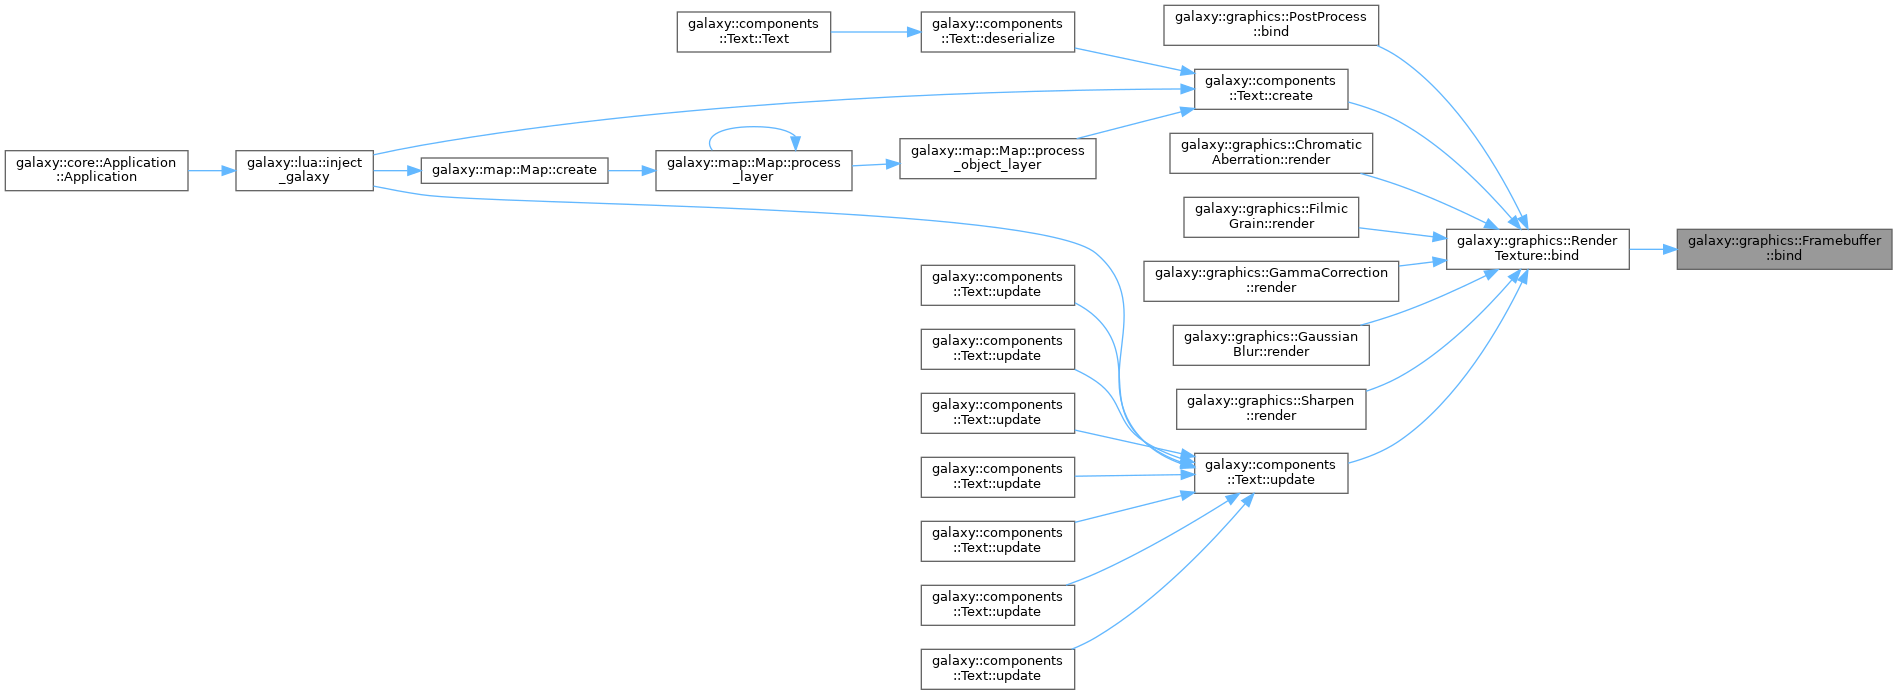 galaxy::components
::Text::Text
galaxy::components
::Text::deserialize
galaxy::graphics::PostProcess
::bind
galaxy::components
::Text::create
galaxy::graphics::Chromatic
Aberration::render
galaxy::core::Application
::Application
galaxy::lua::inject
_galaxy
galaxy::map::Map::create
galaxy::map::Map::process
_layer
galaxy::map::Map::process
_object_layer
galaxy::graphics::Filmic
Grain::render
galaxy::graphics::Render
Texture::bind
galaxy::graphics::Framebuffer
::bind
galaxy::components
::Text::update
galaxy::graphics::GammaCorrection
::render
galaxy::components
::Text::update
galaxy::graphics::Gaussian
Blur::render
galaxy::components
::Text::update
galaxy::graphics::Sharpen
::render
galaxy::components
::Text::update
galaxy::components
::Text::update
galaxy::components
::Text::update
galaxy::components
::Text::update
galaxy::components
::Text::update